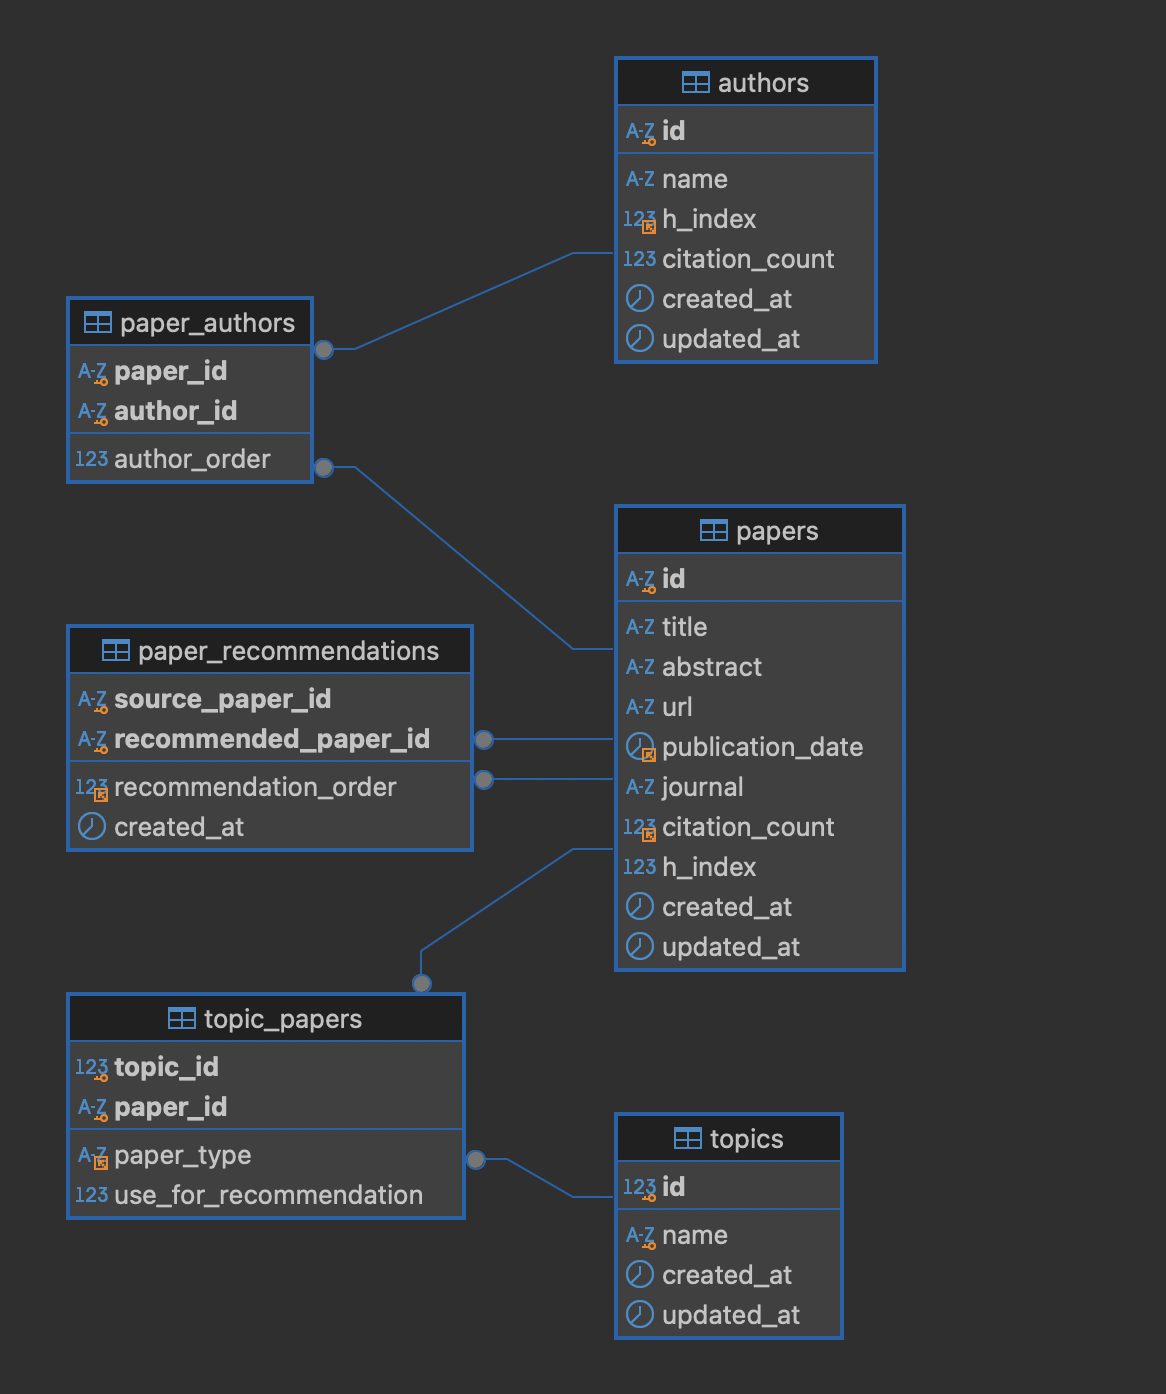 authors
A-Z id
A-Z name
123 h_index
123 citation_count
created_at
updated_at
paper_authors
A-Z paper_id
A-Z author_id
123 author_order
papers
A-Z id
A-Z title
A-Z abstract
A-Z url
publication_date
A-Z journal
123 citation_count
123 h_index
created_at
updated_at
paper_recommendations
A-Z source_paper_id
A-Z recommended_paper_id
123 recommendation_order
created_at
topic_papers
123 topic_id
A-Z paper_id
A-Z paper_type
123 use_for_recommendation
topics
123 id
A-Z name
created_at
updated_at